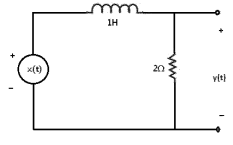 1H
+
+
x(t)
2Ω
y(t)
−
−